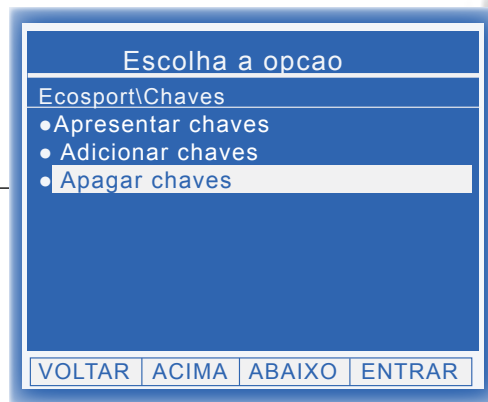 Escolha a opcao
Ecosport\Chaves
●Apresentar chaves
● Adicionar chaves
● Apagar chaves
VOLTAR ACIMA ABAIXO ENTRAR